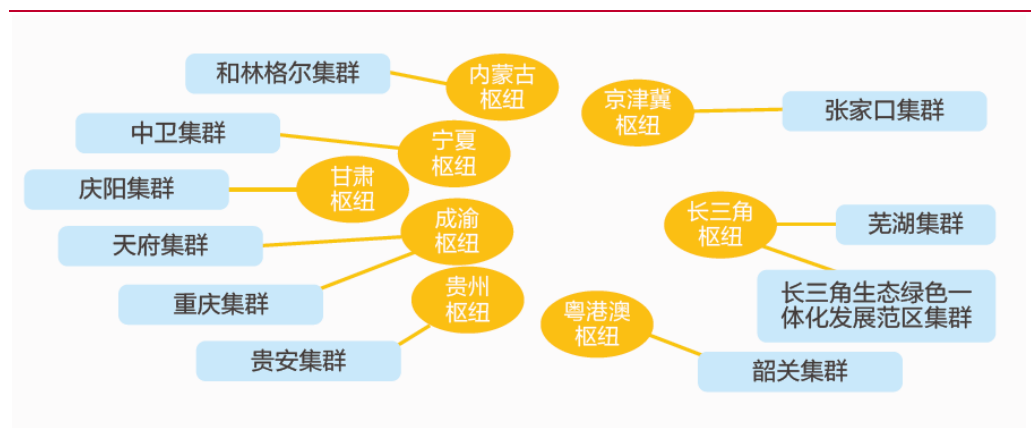 和林格尔集群
内蒙古
枢纽
京津冀
枢纽
张家口集群
中卫集群
宁夏
枢纽
庆阳集群
甘肃
枢纽
天府集群
成渝
枢纽
长三角
枢纽
芜湖集群
重庆集群
贵州
枢纽
粤港澳
枢纽
长三角生态绿色一
体化发展范区集群
贵安集群
韶关集群